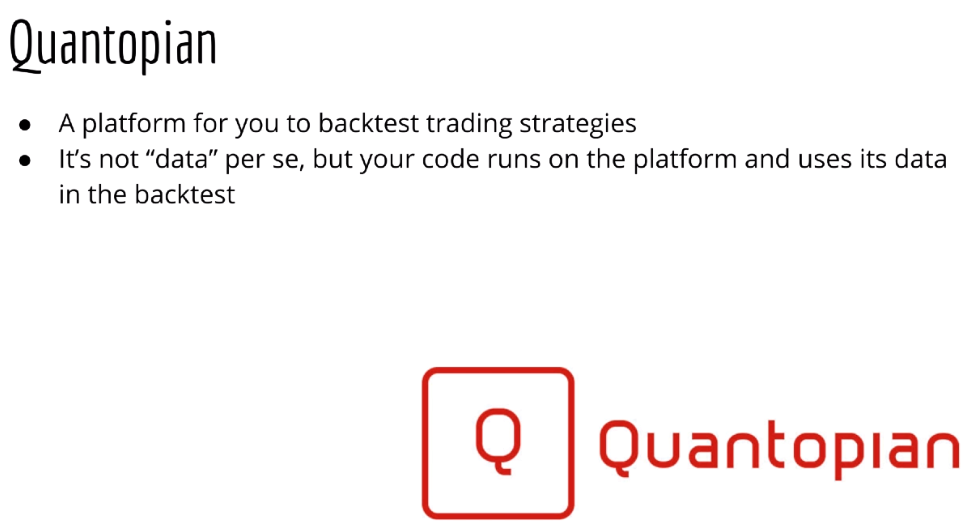 Quantopian
● A platform for you to backtest trading strategies
● It’s not “data” per se, but your code runs on the platform and uses its data
in the backtest
Q
Quantopian